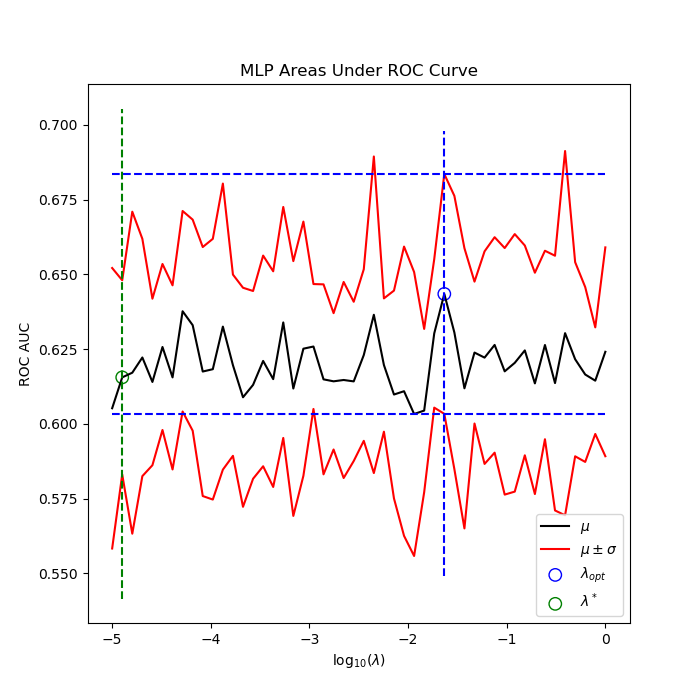 MLP Areas Under ROC Curve
ROC AUC
0.700
0.675
0.650
0.625
0.600
0.575
0.550
−5 −4 −3 −2 −1 0
log₁₀(λ)
μ
μ ± σ
λ_opt
λ*